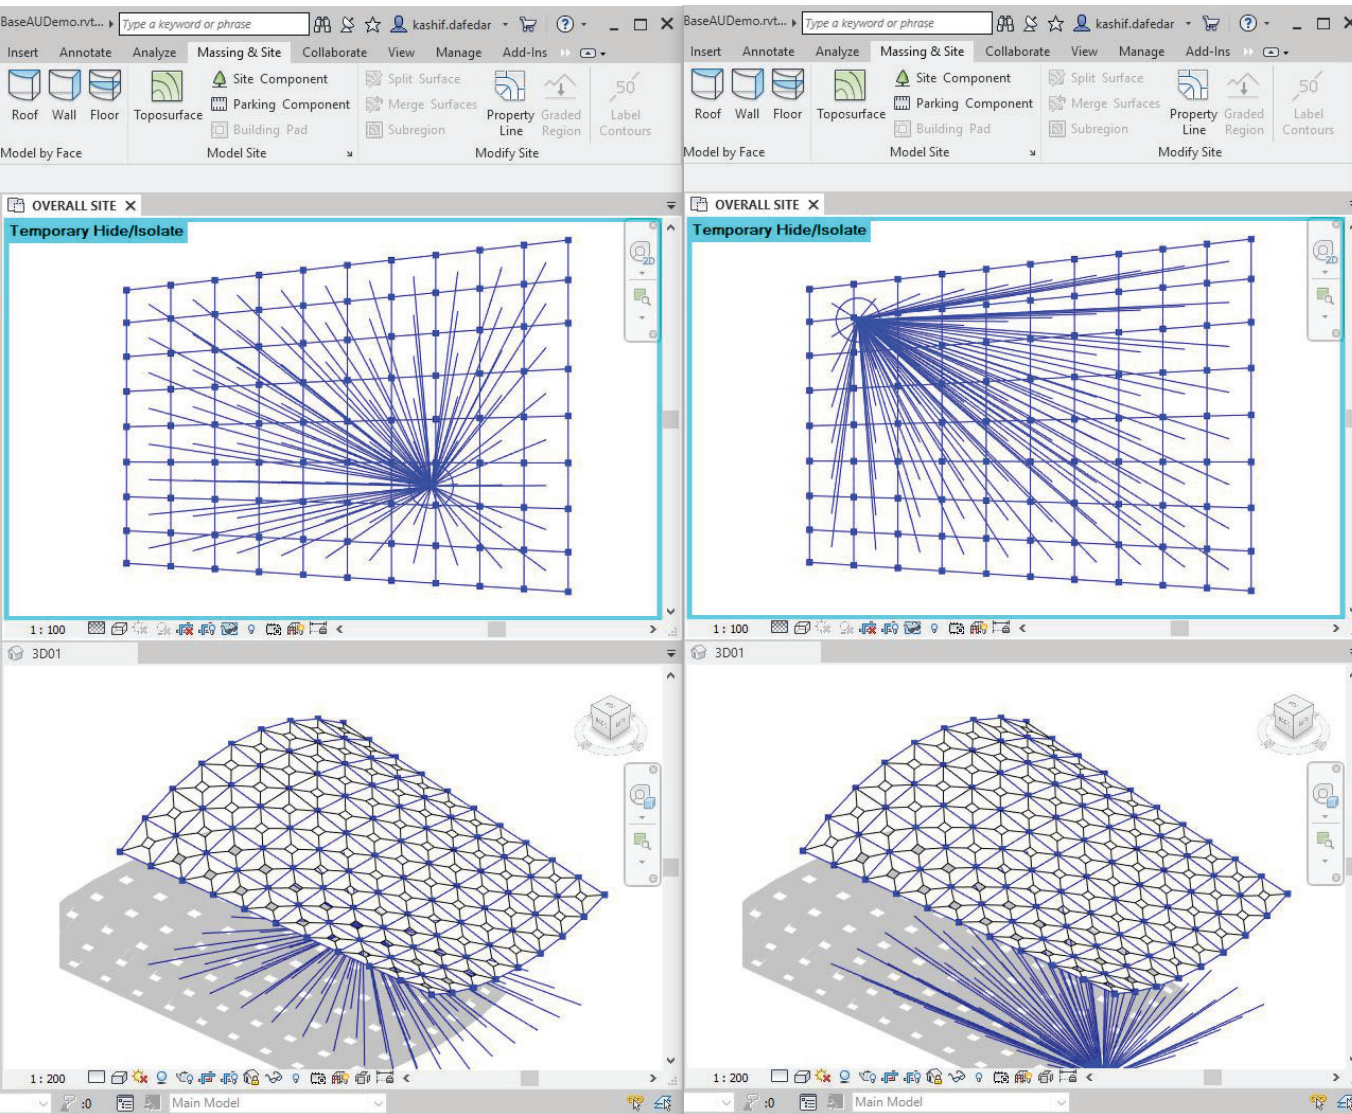 BaseAUDemo.rvt... Type a keyword or phrase kashif.dafedar
Insert Annotate Analyze Massing & Site Collaborate View Manage Add-Ins
Roof Wall Floor Toposurface
Site Component
Parking Component
Building Pad
Split Surface
Merge Surfaces
Subregion
Property Line
Graded Region
50
Label Contours
Model by Face Model Site Modify Site
OVERALL SITE
Temporary Hide/Isolate
2D
1 : 100
3D01
1 : 200
:0 Main Model
BaseAUDemo.rvt... Type a keyword or phrase kashif.dafedar
Insert Annotate Analyze Massing & Site Collaborate View Manage Add-Ins
Roof Wall Floor Toposurface
Site Component
Parking Component
Building Pad
Split Surface
Merge Surfaces
Subregion
Property Line
Graded Region
50
Label Contours
Model by Face Model Site Modify Site
OVERALL SITE
Temporary Hide/Isolate
2D
1 : 100
3D01
1 : 200
:0 Main Model